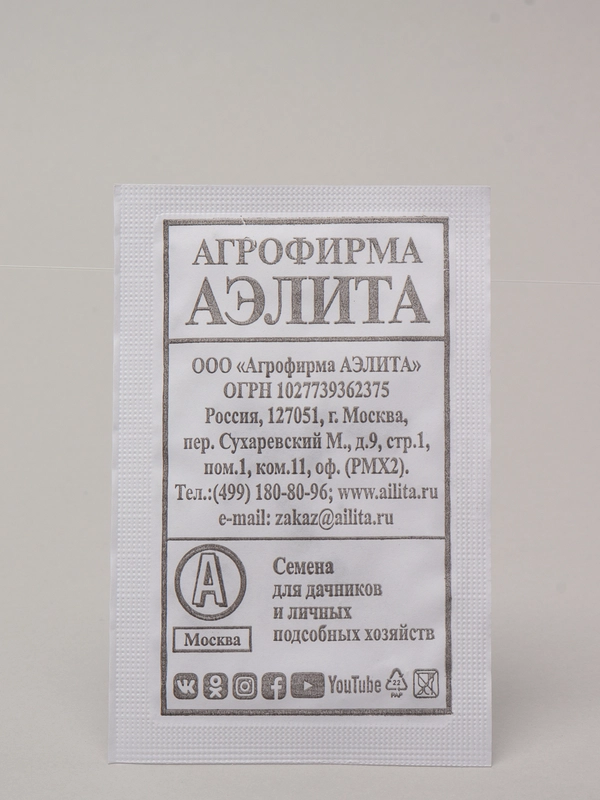 АГРОФИРМА
АЭЛИТА
ООО «Агрофирма АЭЛИТА»
ОГРН 1027739362375
Россия, 127051, г. Москва,
пер. Сухаревский М., д.9, стр.1,
пом.1, ком.11, оф. (РМХ2).
Тел.:(499) 180-80-96; www.ailita.ru
e-mail: zakaz@ailita.ru
А
Москва
Семена
для дачников
и личных
подсобных хозяйств
YouTube
22
PAP